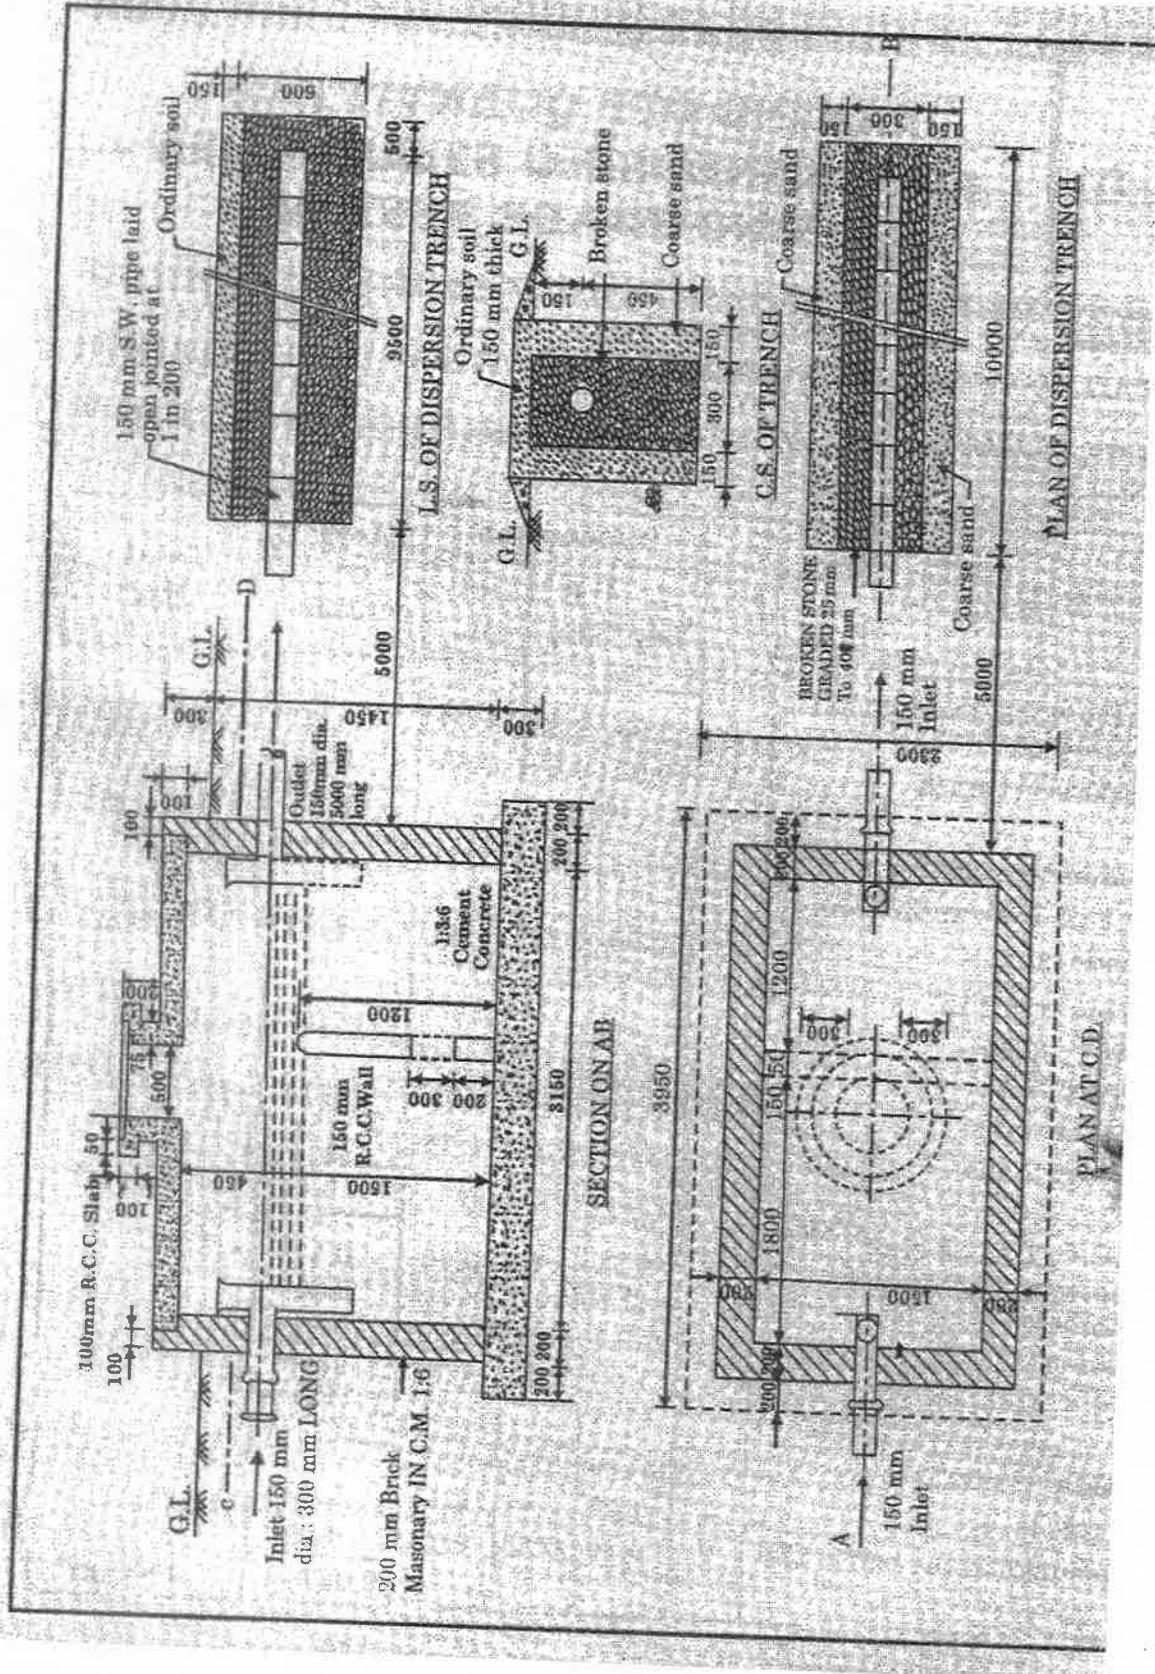 100mm R.C.C. Slab
100
50
100
100
500
75
200
100
100
G.L.
C
Inlet 150 mm
dia : 300 mm LONG
200 mm Brick
Masonary IN C.M. 1:6
450
1500
150 mm
R.C.C. Wall
300
200
1200
1:3:6
Cement
Concrete
200 200
3150
200 200
SECTION ON AB
Outlet
150mm dia.
5000 mm
long
300
1450
300
G.L.
D
5000
150 mm S.W. pipe laid
open jointed at
1 in 200
Ordinary soil
150
600
9500
500
L.S. OF DISPERSION TRENCH
G.L.
Ordinary soil
150 mm thick
G.L.
150
450
Broken stone
Coarse sand
150
300
150
C.S. OF TRENCH
3950
200
200
1800
150
50
1200
200
200
300
300
1500
2300
A
150 mm
Inlet
150 mm
Inlet
PLAN AT C D
BROKEN STONE
GRADED 25 mm
To mm
Coarse sand
Coarse sand
150
300
150
B
5000
10000
PLAN OF DISPERSION TRENCH